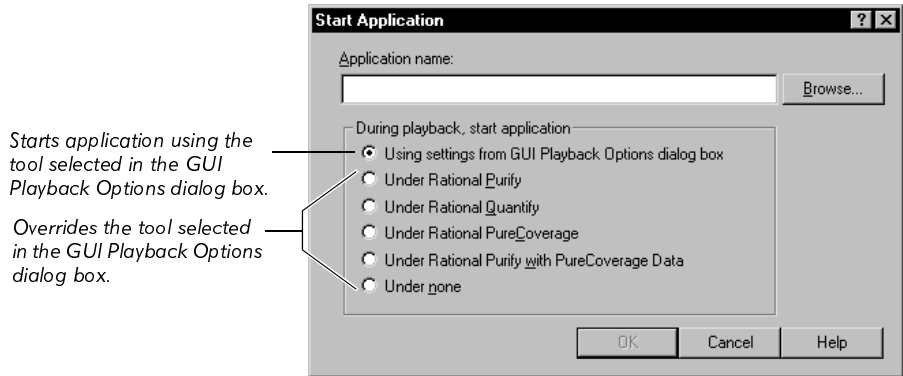 Start Application
? ×
Application name:
Browse...
Starts application using the
tool selected in the GUI
Playback Options dialog box.
Overrides the tool selected
in the GUI Playback Options
dialog box.
During playback, start application
Using settings from GUI Playback Options dialog box
Under Rational Purify
Under Rational Quantify
Under Rational PureCoverage
Under Rational Purify with PureCoverage Data
Under none
OK Cancel Help